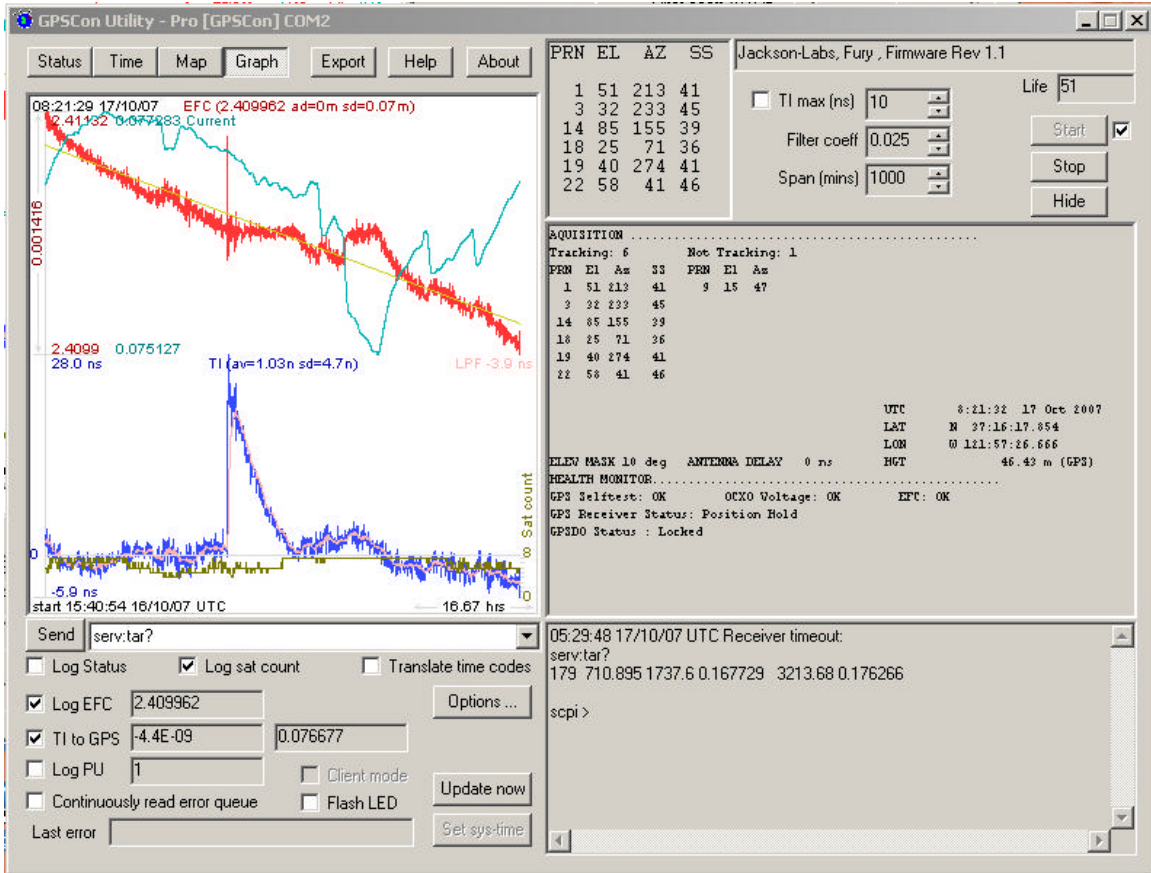 GPSCon Utility - Pro [GPSCon] COM2
Status Time Map Graph Export Help About
08:21:29 17/10/07 EFC (2.409962 ad=0m sd=0.07m)
2.41132 0.077283 Current
0.001416
2.4099 0.075127
28.0 ns TI (av=1.03n sd=4.7n) LPF -3.9 ns
0
8
Sat count
-5.9 ns
0
start 15:40:54 16/10/07 UTC 16.67 hrs
PRN EL AZ SS
1 51 213 41
3 32 233 45
14 85 155 39
18 25 71 36
19 40 274 41
22 58 41 46
Jackson-Labs, Fury , Firmware Rev 1.1
TI max (ns) 10
Filter coeff 0.025
Span (mins) 1000
Life 51
Start
Stop
Hide
AQUISITION ................................................
Tracking: 6 Not Tracking: 1
PRN El Az SS PRN El Az
1 51 213 41 9 15 47
3 32 233 45
14 85 155 39
18 25 71 36
19 40 274 41
22 58 41 46
UTC 8:21:32 17 Oct 2007
LAT N 37:16:17.854
LON W 121:57:26.666
ELEV MASK 10 deg ANTENNA DELAY 0 ns HGT 46.43 m (GPS)
HEALTH MONITOR................................................
GPS Selftest: OK OCXO Voltage: OK EFC: OK
GPS Receiver Status: Position Hold
GPSDO Status : Locked
Send serv:tar?
Log Status Log sat count Translate time codes
Log EFC 2.409962 Options ...
TI to GPS -4.4E-09 0.076677
Log PU 1 Client mode Update now
Continuously read error queue Flash LED
Last error Set sys-time
05:29:48 17/10/07 UTC Receiver timeout:
serv:tar?
179 710.895 1737.6 0.167729 3213.68 0.176266
scpi >